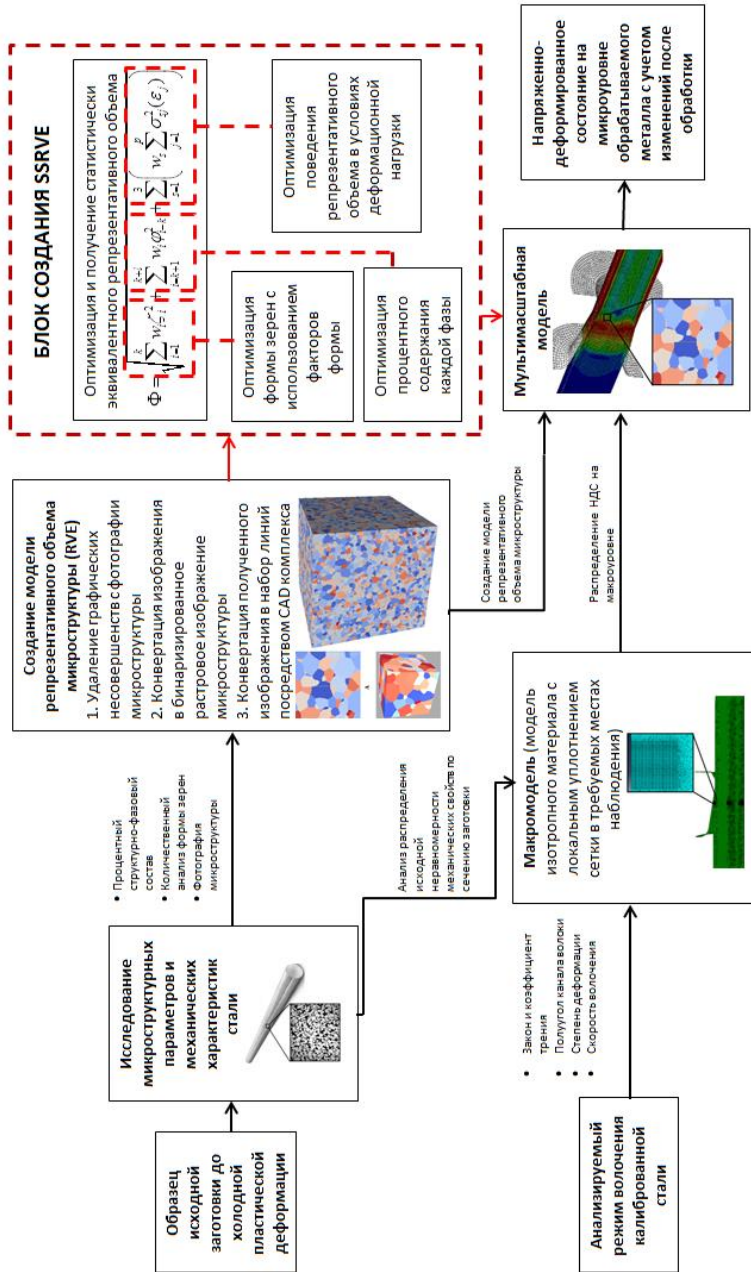 Образец
исходной
заготовки до
холодной
пластической
деформации
Исследование
микроструктурных
параметров и
механических
характеристик
стали
• Процентный
структурно-фазовый
состав
• Количественный
анализ формы зерен
• Фотография
микроструктуры
Создание модели
репрезентативного объема
микроструктуры (RVE)
1. Удаление графических
несовершенств с фотографии
микроструктуры
2. Конвертация изображения
в бинаризированное
растровое изображение
микроструктуры
3. Конвертация полученного
изображения в набор линий
посредством CAD комплекса
БЛОК СОЗДАНИЯ SSRVE
Оптимизация и получение статистически
эквивалентного репрезентативного объема
Оптимизация
формы зерен с
использованием
факторов
формы
Оптимизация
поведения
репрезентативного
объема в условиях
деформационной
нагрузки
Оптимизация
процентного
содержания
каждой фазы
Анализ распределения
исходной
неравномерности
механических свойств по
сечению заготовки
Создание модели
репрезентативного
объема микроструктуры
Анализируемый
режим волочения
калиброванной
стали
• Закон и коэффициент
трения
• Полуугол канала волоки
• Степень деформации
• Скорость волочения
Макромодель (модель
изотропного материала с
локальным уплотнением
сетки в требуемых местах
наблюдения)
Распределение НДС на
макроуровне
Мультимасштабная
модель
Напряженно-
деформированное
состояние на
микроуровне
обрабатываемого
металла с учетом
изменений после
обработки